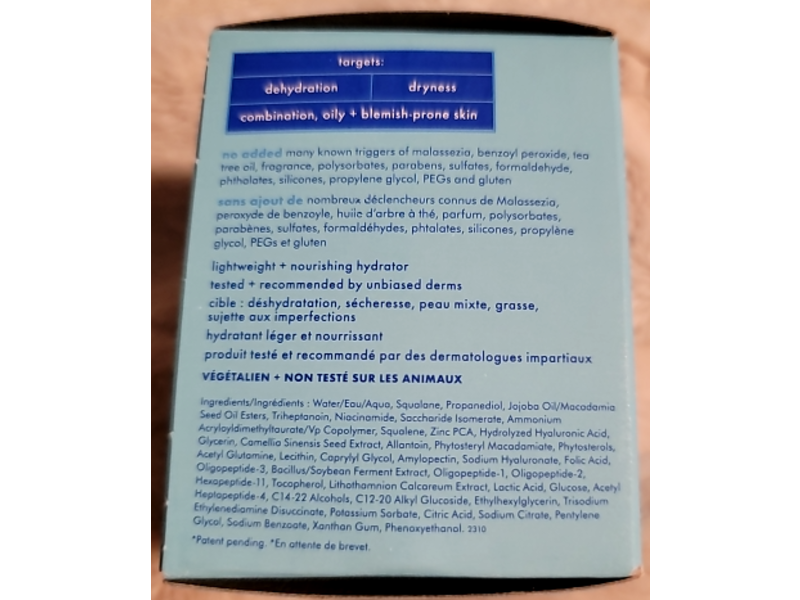 targets:
dehydration dryness
combination, oily + blemish-prone skin
no added many known triggers of malassezia, benzoyl peroxide, tea
tree oil, fragrance, polysorbates, parabens, sulfates, formaldehyde,
phthalates, silicones, propylene glycol, PEGs and gluten
sans ajout de nombreux déclencheurs connus de Malassezia,
peroxyde de benzoyle, huile d'arbre à thé, parfum, polysorbates,
parabènes, sulfates, formaldéhydes, phtalates, silicones, propylène
glycol, PEGs et gluten
lightweight + nourishing hydrator
tested + recommended by unbiased derms
cible : déshydratation, sécheresse, peau mixte, grasse,
sujette aux imperfections
hydratant léger et nourrissant
produit testé et recommandé par des dermatologues impartiaux
VÉGÉTALIEN + NON TESTÉ SUR LES ANIMAUX
Ingredients/Ingrédients : Water/Eau/Aqua, Squalane, Propanediol, Jojoba Oil/Macadamia
Seed Oil Esters, Triheptanoin, Niacinamide, Saccharide Isomerate, Ammonium
Acryloyldimethyltaurate/Vp Copolymer, Squalene, Zinc PCA, Hydrolyzed Hyaluronic Acid,
Glycerin, Camellia Sinensis Seed Extract, Allantoin, Phytosteryl Macadamiate, Phytosterols,
Acetyl Glutamine, Lecithin, Caprylyl Glycol, Amylopectin, Sodium Hyaluronate, Folic Acid,
Oligopeptide-3, Bacillus/Soybean Ferment Extract, Oligopeptide-1, Oligopeptide-2,
Hexapeptide-11, Tocopherol, Lithothamnion Calcareum Extract, Lactic Acid, Glucose, Acetyl
Heptapeptide-4, C14-22 Alcohols, C12-20 Alkyl Glucoside, Ethylhexylglycerin, Trisodium
Ethylenediamine Disuccinate, Potassium Sorbate, Citric Acid, Sodium Citrate, Pentylene
Glycol, Sodium Benzoate, Xanthan Gum, Phenoxyethanol. 2310
*Patent pending. *En attente de brevet.